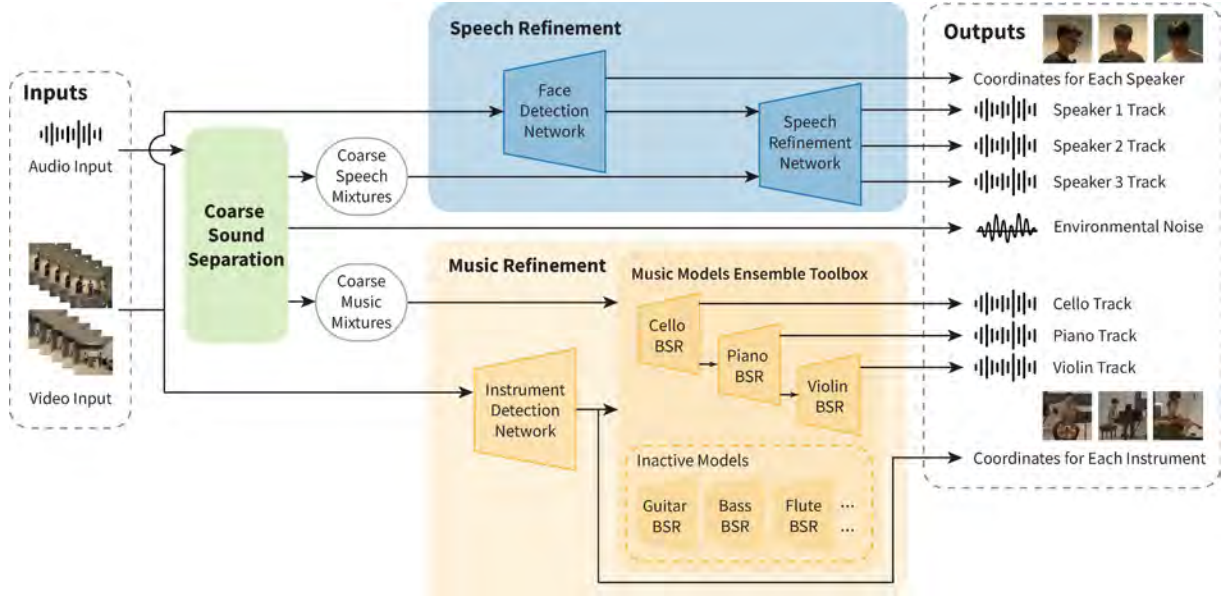 Inputs
Audio Input
Video Input
Coarse
Sound
Separation
Coarse
Speech
Mixtures
Coarse
Music
Mixtures
Speech Refinement
Face
Detection
Network
Speech
Refinement
Network
Music Refinement
Instrument
Detection
Network
Music Models Ensemble Toolbox
Cello
BSR
Piano
BSR
Violin
BSR
Inactive Models
Guitar
BSR
Bass
BSR
Flute
BSR
...
...
Outputs
Coordinates for Each Speaker
Speaker 1 Track
Speaker 2 Track
Speaker 3 Track
Environmental Noise
Cello Track
Piano Track
Violin Track
Coordinates for Each Instrument